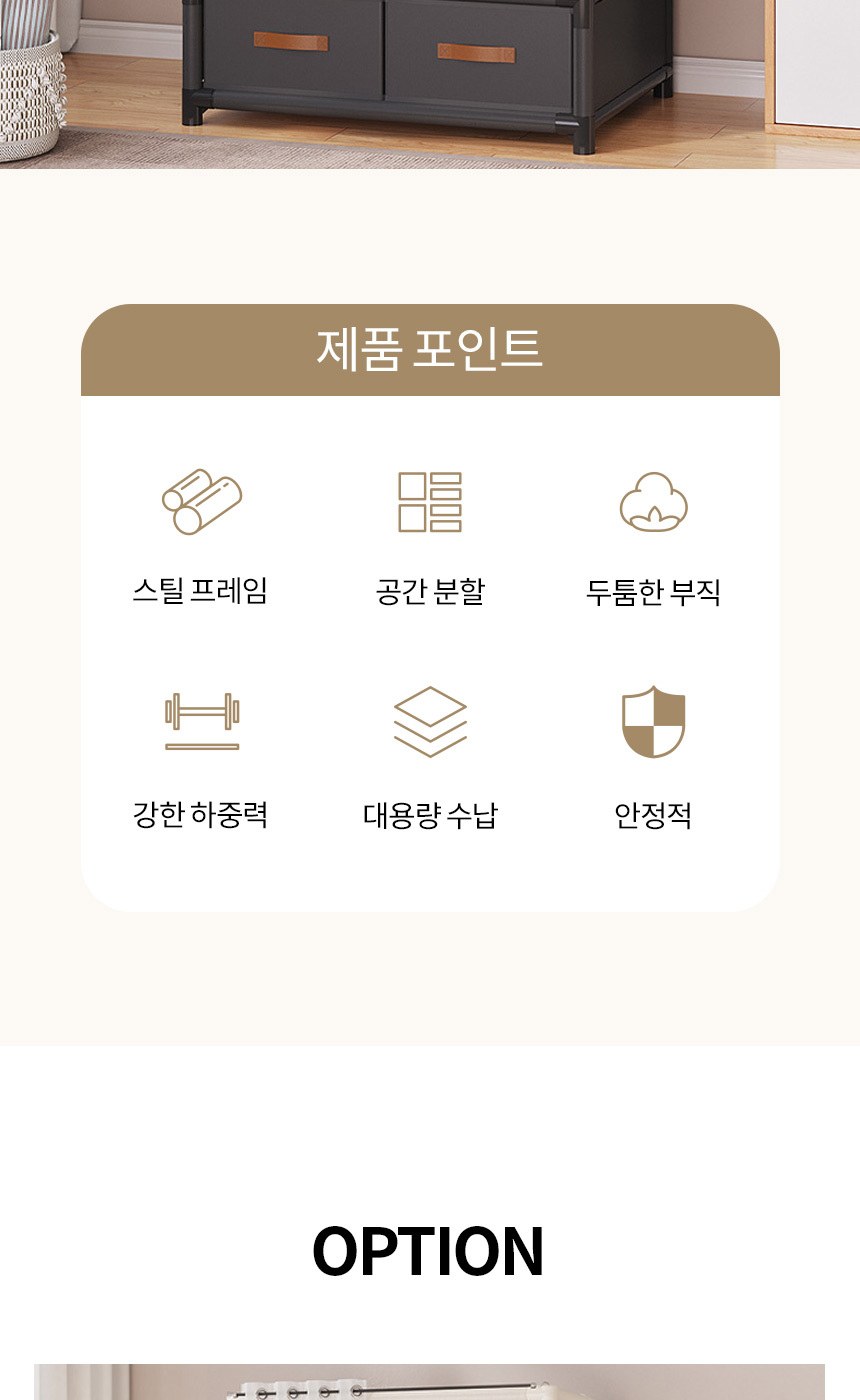 제품 포인트
스틸 프레임
공간 분할
두툼한 부직
강한 하중력
대용량 수납
안정적
OPTION